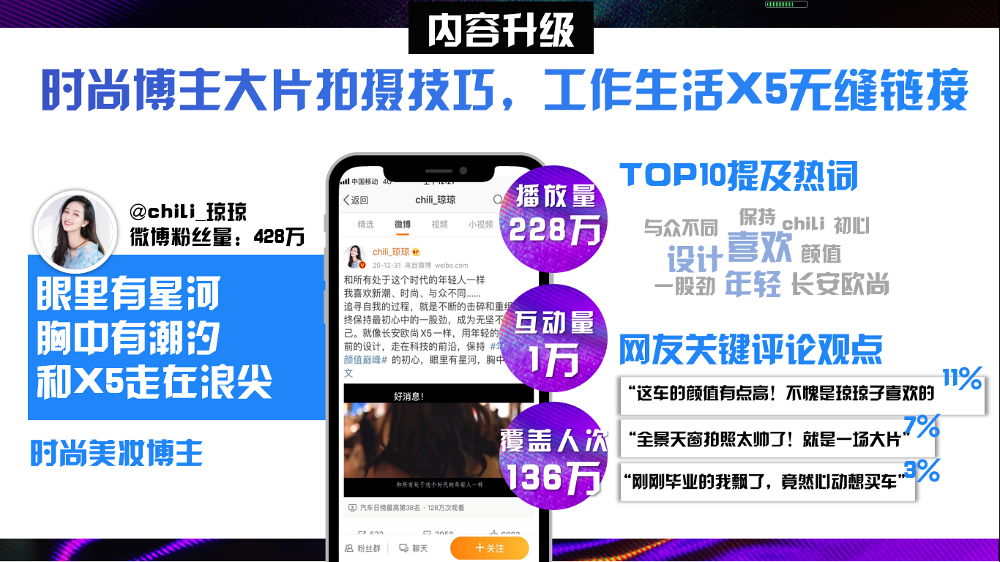 内容升级
时尚博主大片拍摄技巧，工作生活X5无缝链接
@chili_琼琼
微博粉丝量：428万
眼里有星河
胸中有潮汐
和X5走在浪尖
时尚美妆博主
中国移动 4G
返回
chili_琼琼
精选 微博 视频 小视频
chili_琼琼
20-12-31 来自微博 weibo.com
和所有处于这个时代的年轻人一样
我喜欢新潮、时尚、与众不同......
追寻自我的过程，就是不断的击碎和重组
终保持最初心中的一股劲，成为无坚不
己。就像长安欧尚X5一样，用年轻的
前的设计，走在科技的前沿，保持 #年
颜值巅峰# 的初心，眼里有星河，胸中
文
好消息！
和所有处于这个时代的年轻人一样
汽车日榜最高第38名 · 128万次观看
粉丝群 聊天 +关注
播放量
228万
互动量
1万
覆盖人次
136万
TOP10提及热词
与众不同 保持 chili 初心
设计 喜欢 颜值
一股劲 年轻 长安欧尚
网友关键评论观点
“这车的颜值有点高！不愧是琼琼子喜欢的
11%
“全景天窗拍照太帅了！就是一场大片”
7%
“刚刚毕业的我飘了，竟然心动想买车”
3%